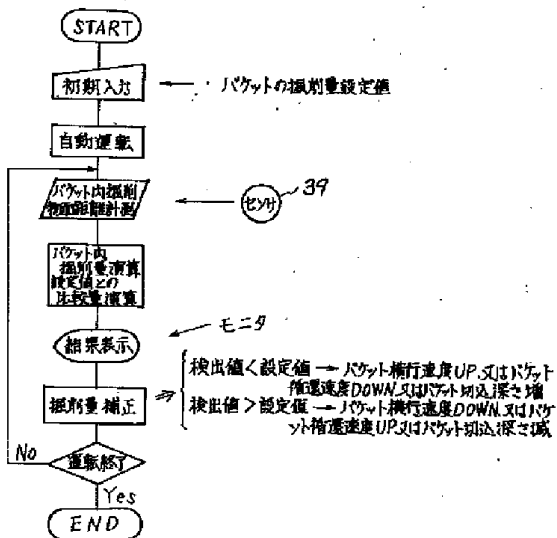 START
初期入力
バケットの掘削量設定値
自動運転
バケット内掘削
物面距離計測
センサ
39
バケット内
掘削量演算
設定値との
比較量演算
モニタ
結果表示
掘削量補正
検出値<設定値 → バケット横行速度UP.又はバケット
循還速度DOWN.又はバケット切込深さ増
検出値>設定値 → バケット横行速度DOWN.又はバケ
ット循還速度UP.又はバケット切込深さ減
運転終了
No
Yes
END